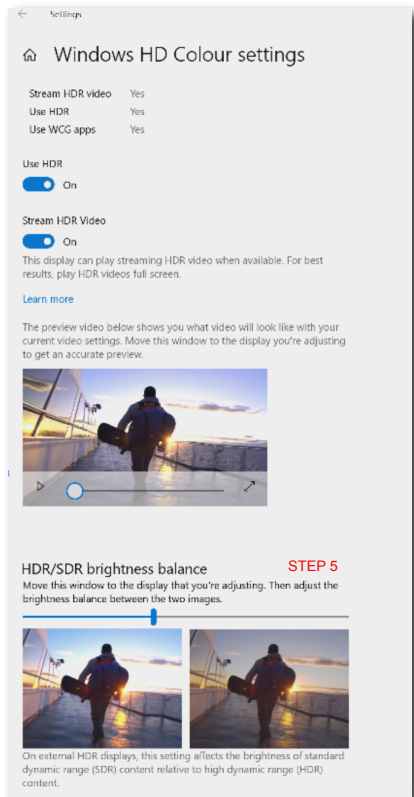 Settings
Windows HD Colour settings
Stream HDR video Yes
Use HDR Yes
Use WCG apps Yes
Use HDR
On
Stream HDR Video
On
This display can play streaming HDR video when available. For best
results, play HDR videos full screen.
Learn more
The preview video below shows you what video will look like with your
current video settings. Move this window to the display you're adjusting
to get an accurate preview.
HDR/SDR brightness balance STEP 5
Move this window to the display that you're adjusting. Then adjust the
brightness balance between the two images.
On external HDR displays, this setting affects the brightness of standard
dynamic range (SDR) content relative to high dynamic range (HDR)
content.